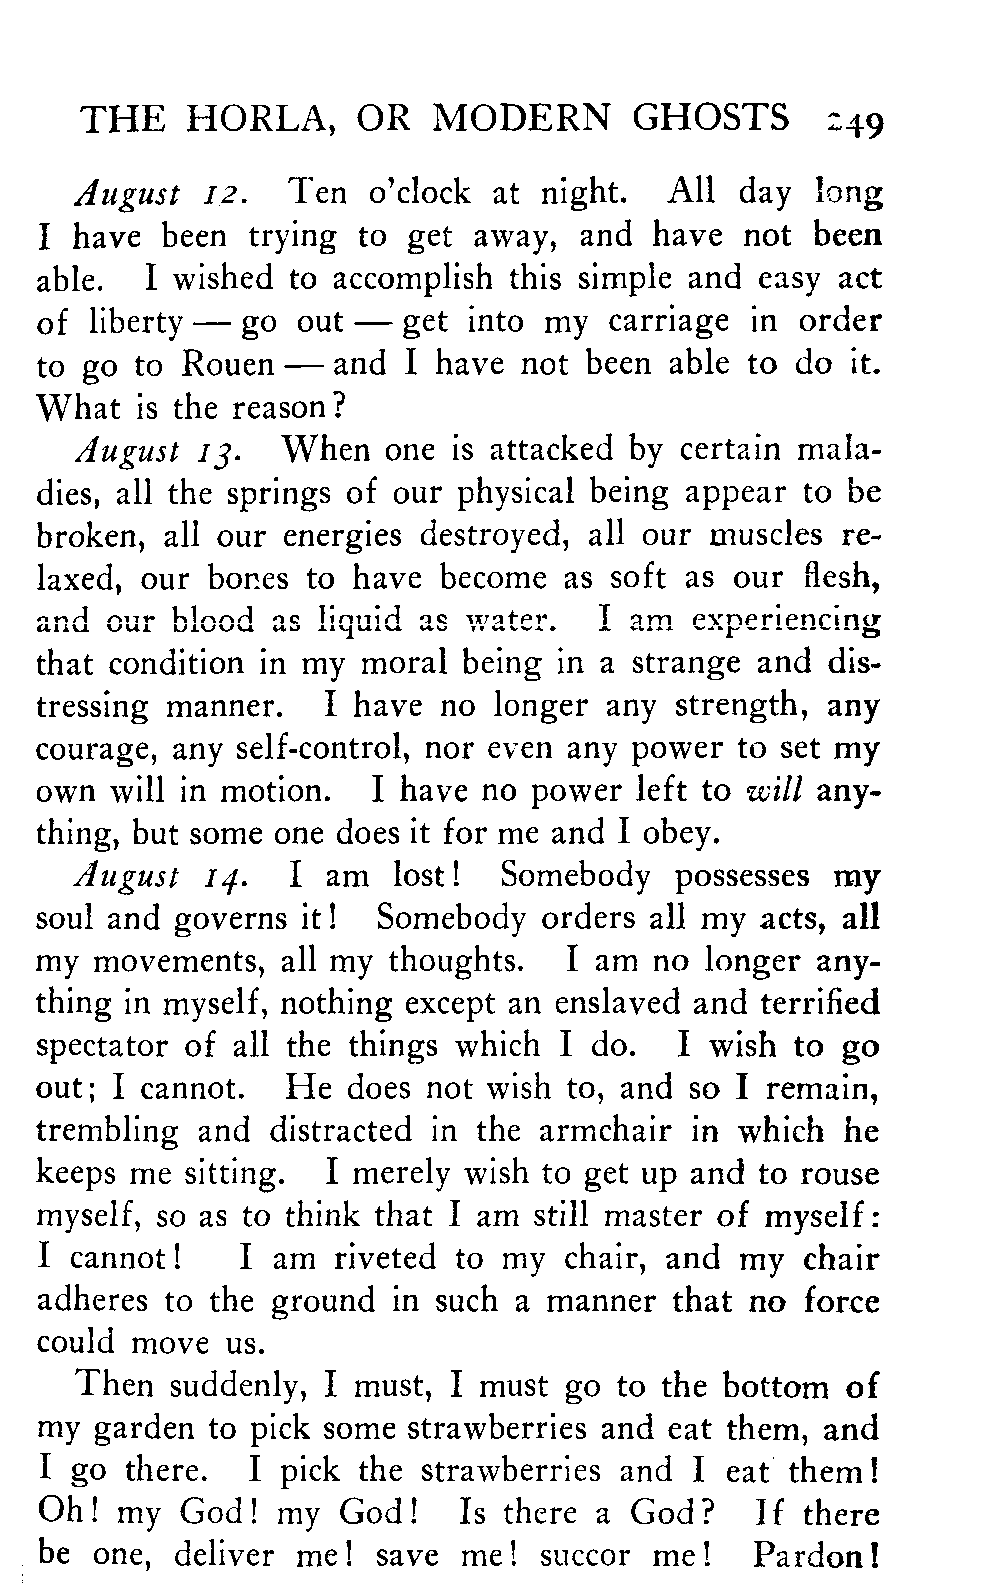 THE HORLA, OR MODERN GHOSTS 249
August 12. Ten o'clock at night. All day long
I have been trying to get away, and have not been
able. I wished to accomplish this simple and easy act
of liberty — go out — get into my carriage in order
to go to Rouen — and I have not been able to do it.
What is the reason?
August 13. When one is attacked by certain mala-
dies, all the springs of our physical being appear to be
broken, all our energies destroyed, all our muscles re-
laxed, our bones to have become as soft as our flesh,
and our blood as liquid as water. I am experiencing
that condition in my moral being in a strange and dis-
tressing manner. I have no longer any strength, any
courage, any self-control, nor even any power to set my
own will in motion. I have no power left to will any-
thing, but some one does it for me and I obey.
August 14. I am lost! Somebody possesses my
soul and governs it! Somebody orders all my acts, all
my movements, all my thoughts. I am no longer any-
thing in myself, nothing except an enslaved and terrified
spectator of all the things which I do. I wish to go
out; I cannot. He does not wish to, and so I remain,
trembling and distracted in the armchair in which he
keeps me sitting. I merely wish to get up and to rouse
myself, so as to think that I am still master of myself:
I cannot! I am riveted to my chair, and my chair
adheres to the ground in such a manner that no force
could move us.
Then suddenly, I must, I must go to the bottom of
my garden to pick some strawberries and eat them, and
I go there. I pick the strawberries and I eat them!
Oh! my God! my God! Is there a God? If there
be one, deliver me! save me! succor me! Pardon!